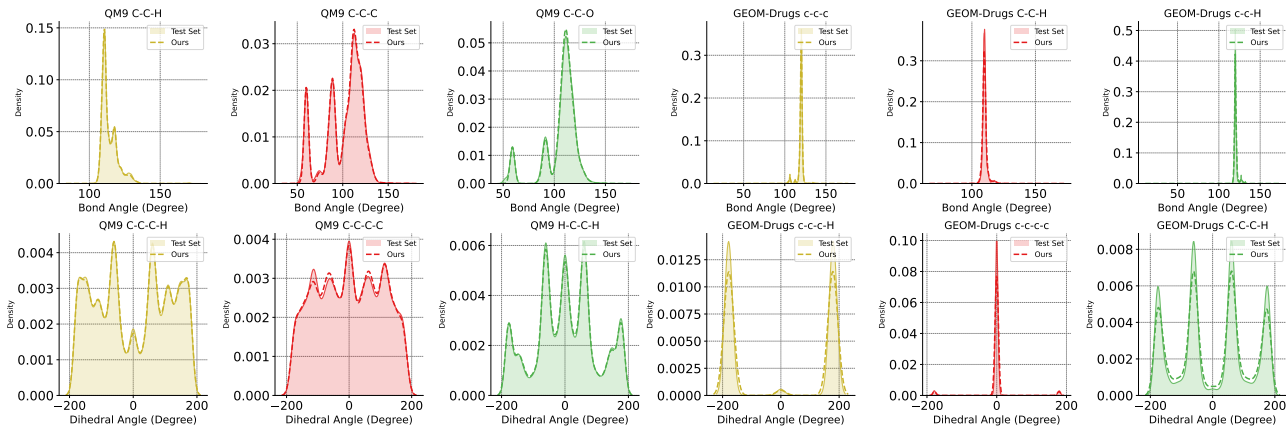 QM9 C-C-H
0.15
0.10
0.05
0.00
Density
100
150
Bond Angle (Degree)
Test Set
Ours
QM9 C-C-C
0.03
0.02
0.01
0.00
Density
50
100
150
Bond Angle (Degree)
Test Set
Ours
QM9 C-C-O
0.05
0.04
0.03
0.02
0.01
0.00
Density
50
100
150
Bond Angle (Degree)
Test Set
Ours
GEOM-Drugs c-c-c
0.3
0.2
0.1
0.0
Density
50
100
150
Bond Angle (Degree)
Test Set
Ours
GEOM-Drugs C-C-H
0.3
0.2
0.1
0.0
Density
100
150
Bond Angle (Degree)
Test Set
Ours
GEOM-Drugs c-c-H
0.5
0.4
0.3
0.2
0.1
0.0
Density
50
100
150
Bond Angle (Degree)
Test Set
Ours
QM9 C-C-C-H
0.004
0.003
0.002
0.001
0.000
Density
−200
0
200
Dihedral Angle (Degree)
Test Set
Ours
QM9 C-C-C-C
0.004
0.003
0.002
0.001
0.000
Density
−200
0
200
Dihedral Angle (Degree)
Test Set
Ours
QM9 H-C-C-H
0.006
0.004
0.002
0.000
Density
−200
0
200
Dihedral Angle (Degree)
Test Set
Ours
GEOM-Drugs c-c-c-H
0.0125
0.0100
0.0075
0.0050
0.0025
0.0000
Density
−200
0
200
Dihedral Angle (Degree)
Test Set
Ours
GEOM-Drugs c-c-c-c
0.10
0.08
0.06
0.04
0.02
0.00
Density
−200
0
200
Dihedral Angle (Degree)
Test Set
Ours
GEOM-Drugs C-C-C-H
0.008
0.006
0.004
0.002
0.000
Density
−200
0
200
Dihedral Angle (Degree)
Test Set
Ours